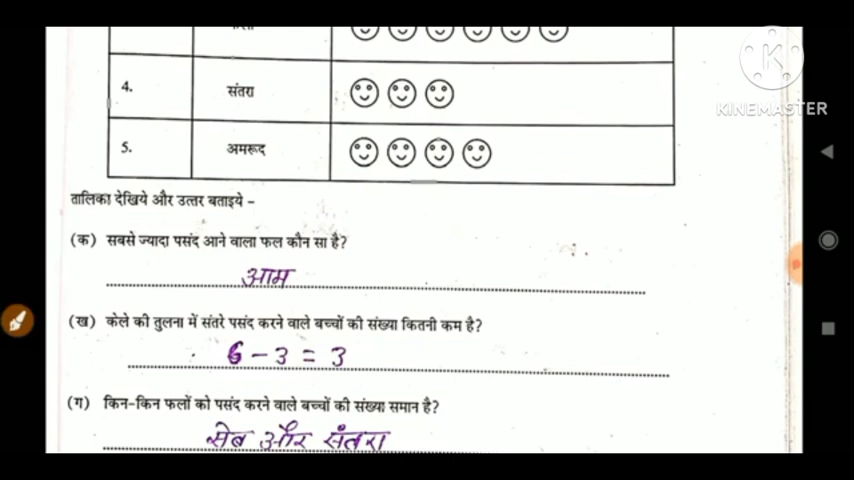 4.
संतरा
5.
अमरूद
तालिका देखिये और उत्तर बताइये –
(क) सबसे ज्यादा पसंद आने वाला फल कौन सा है?
आम
(ख) केले की तुलना में संतरे पसंद करने वाले बच्चों की संख्या कितनी कम है?
6 – 3 = 3
(ग) किन-किन फलों को पसंद करने वाले बच्चों की संख्या समान है?
सेब और संतरा
KINEMASTER